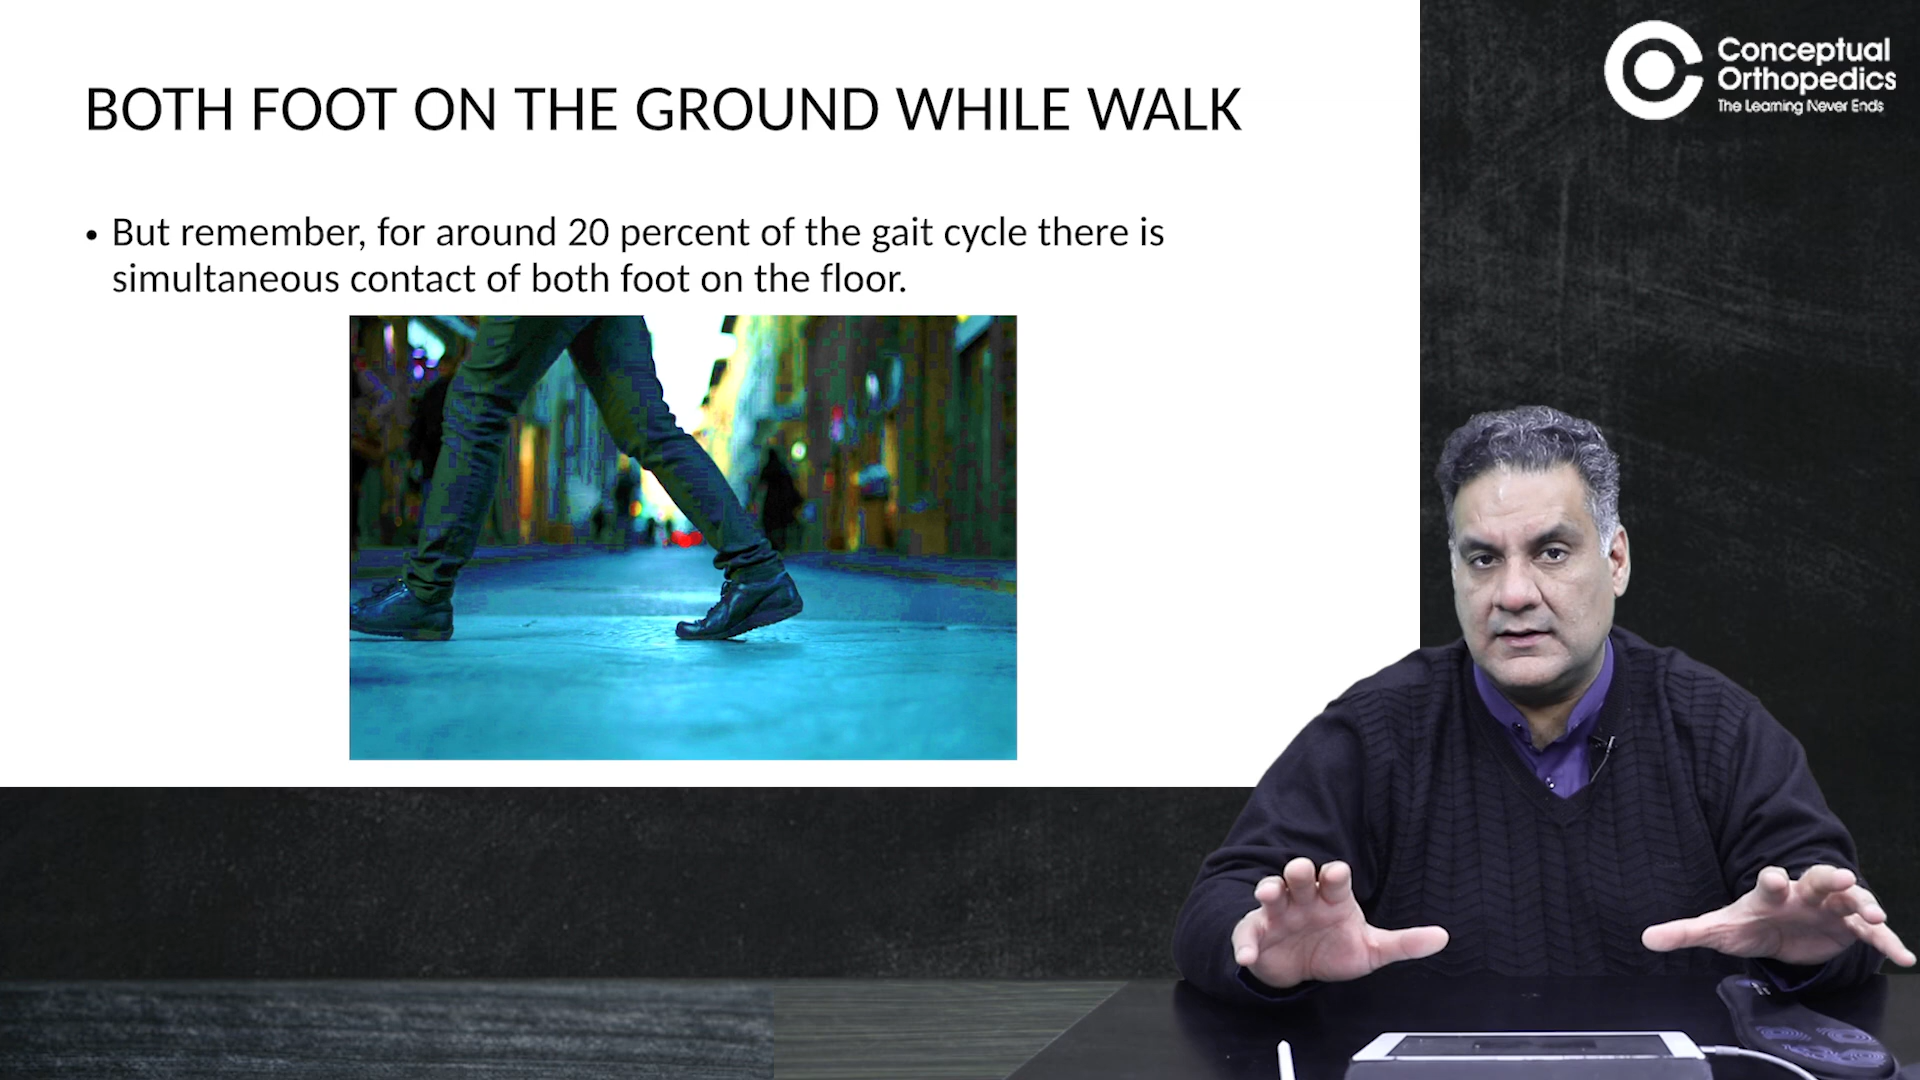 BOTH FOOT ON THE GROUND WHILE WALK
• But remember, for around 20 percent of the gait cycle there is
simultaneous contact of both foot on the floor.
Conceptual
Orthopedics
The Learning Never Ends